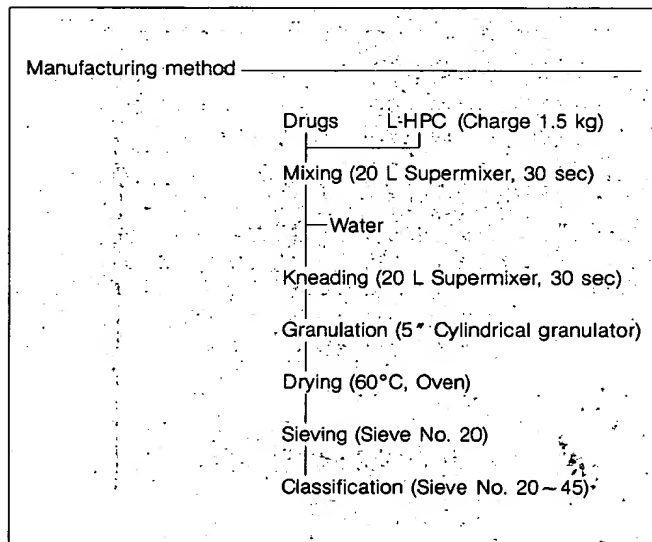 Manufacturing method
Drugs L-HPC (Charge 1.5 kg)
Mixing (20 L Supermixer, 30 sec)
Water
Kneading (20 L Supermixer, 30 sec)
Granulation (5″ Cylindrical granulator)
Drying (60°C, Oven)
Sieving (Sieve No. 20)
Classification (Sieve No. 20~45)